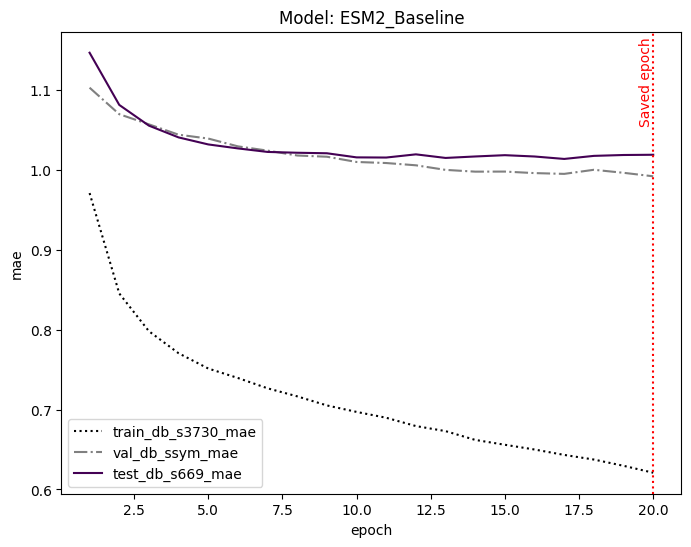 Model: ESM2_Baseline
Saved epoch
mae
1.1
1.0
0.9
0.8
0.7
0.6
train_db_s3730_mae
val_db_ssym_mae
test_db_s669_mae
2.5 5.0 7.5 10.0 12.5 15.0 17.5 20.0
epoch